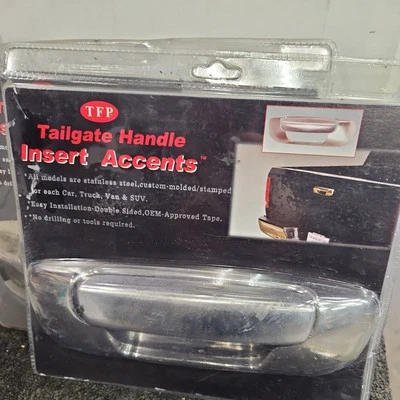 TFP
Tailgate Handle
Insert Accents™
*All models are stainless steel,custom-molded/stamped
for each Car, Truck, Van & SUV.
*Easy Installation-Double Sided,OEM-Approved Tape.
*No drilling or tools required.